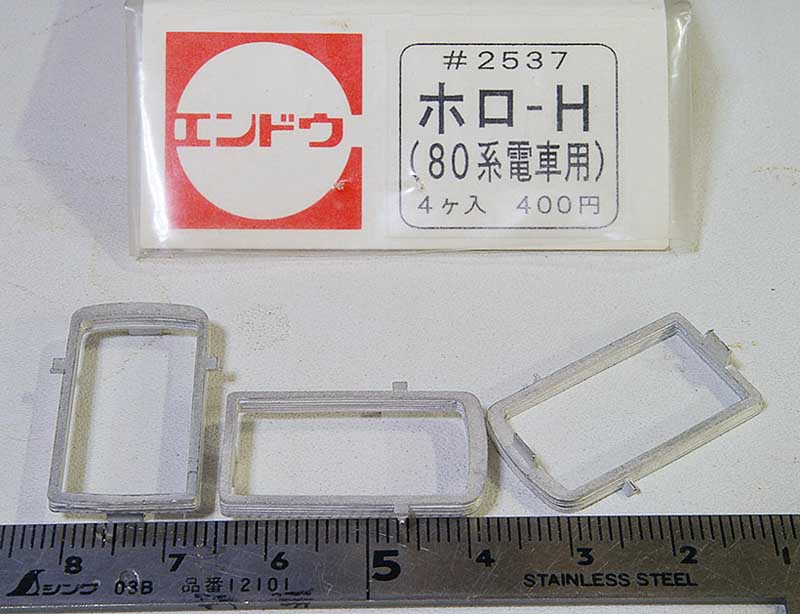 エンドウ
#2537
ホロ-H
(80系電車用)
4ケ入 400円
8 7 6 5 4 3 2 1
シンワ 03B 品番12101 STAINLESS STEEL